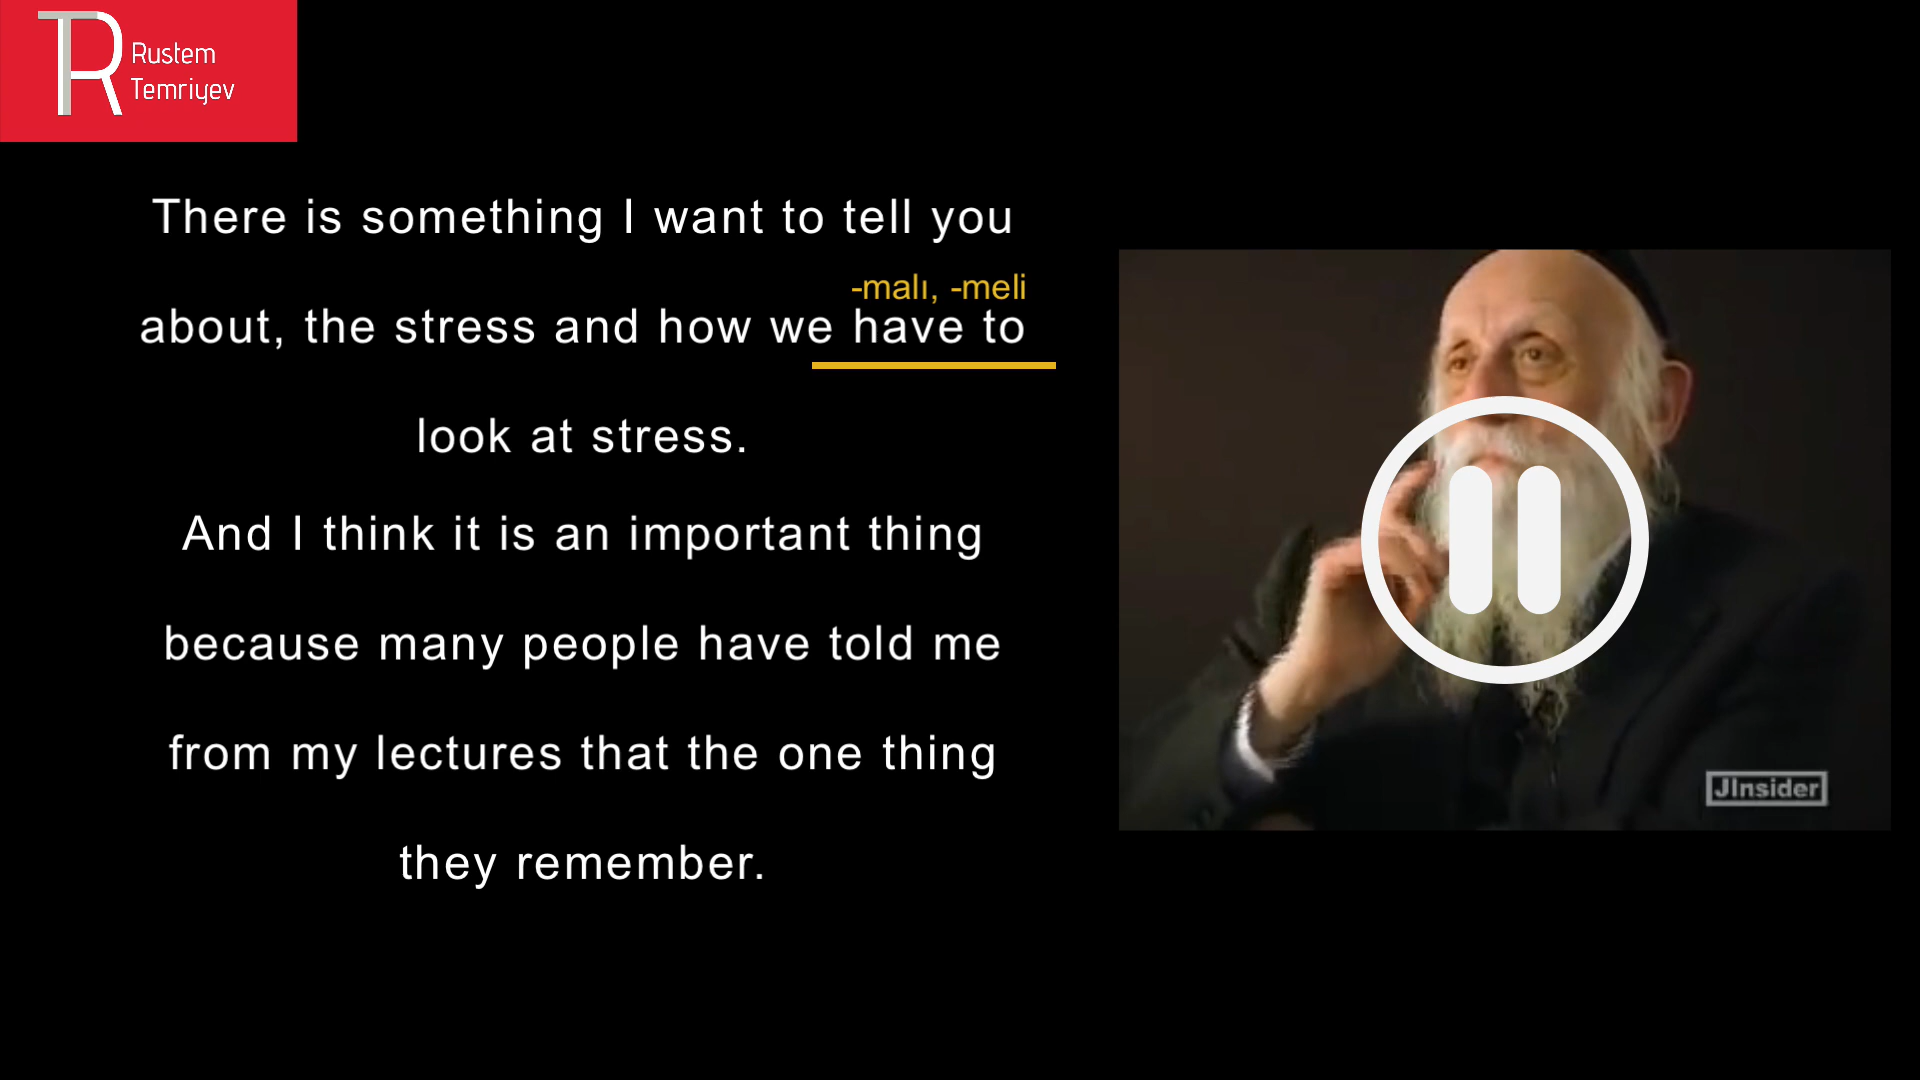 Rustem
Temriyev
There is something I want to tell you
-malı, -meli
about, the stress and how we have to
look at stress.
And I think it is an important thing
because many people have told me
from my lectures that the one thing
they remember.
JInsider